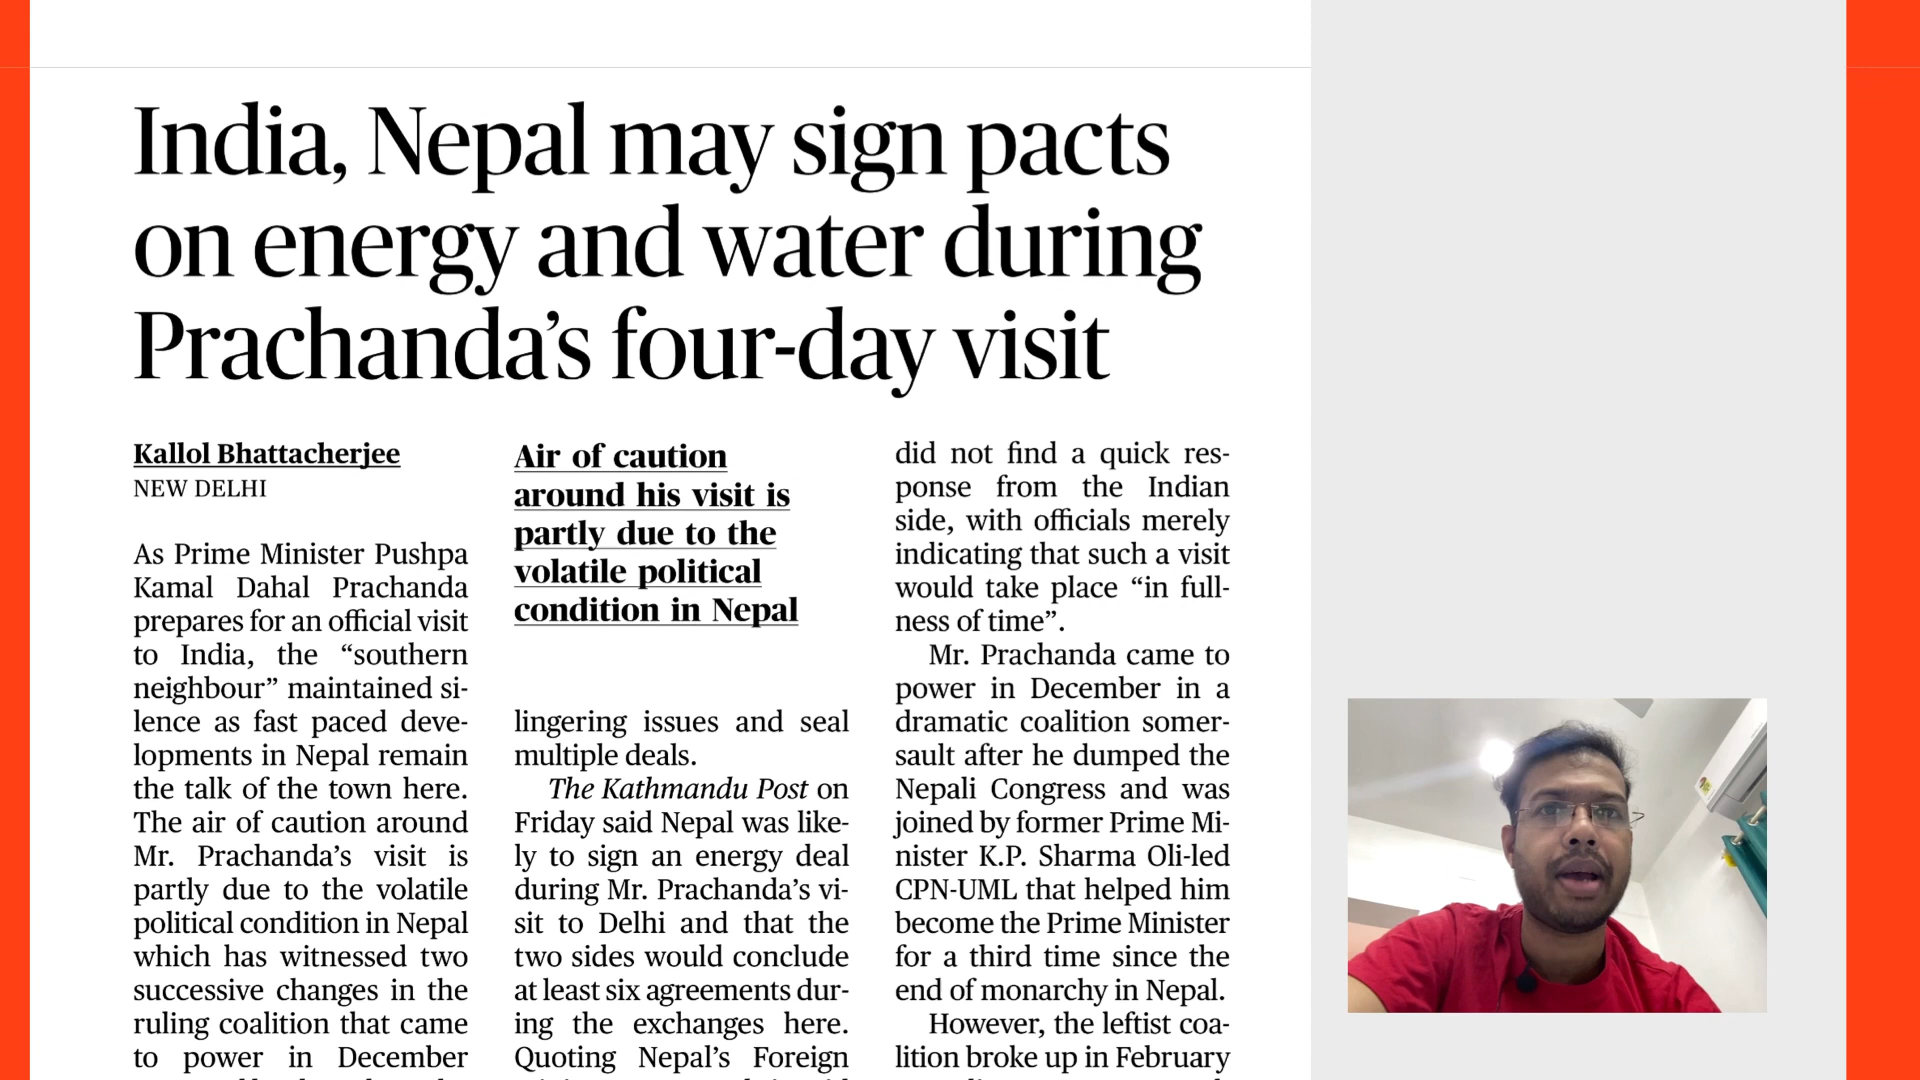 India, Nepal may sign pacts
on energy and water during
Prachanda’s four-day visit
Kallol Bhattacherjee
NEW DELHI
As Prime Minister Pushpa
Kamal Dahal Prachanda
prepares for an official visit
to India, the “southern
neighbour” maintained si-
lence as fast paced deve-
lopments in Nepal remain
the talk of the town here.
The air of caution around
Mr. Prachanda’s visit is
partly due to the volatile
political condition in Nepal
which has witnessed two
successive changes in the
ruling coalition that came
to power in December
Air of caution
around his visit is
partly due to the
volatile political
condition in Nepal
lingering issues and seal
multiple deals.
The Kathmandu Post on
Friday said Nepal was like-
ly to sign an energy deal
during Mr. Prachanda’s vi-
sit to Delhi and that the
two sides would conclude
at least six agreements dur-
ing the exchanges here.
Quoting Nepal’s Foreign
did not find a quick res-
ponse from the Indian
side, with officials merely
indicating that such a visit
would take place “in full-
ness of time”.
Mr. Prachanda came to
power in December in a
dramatic coalition somer-
sault after he dumped the
Nepali Congress and was
joined by former Prime Mi-
nister K.P. Sharma Oli-led
CPN-UML that helped him
become the Prime Minister
for a third time since the
end of monarchy in Nepal.
However, the leftist coa-
lition broke up in February